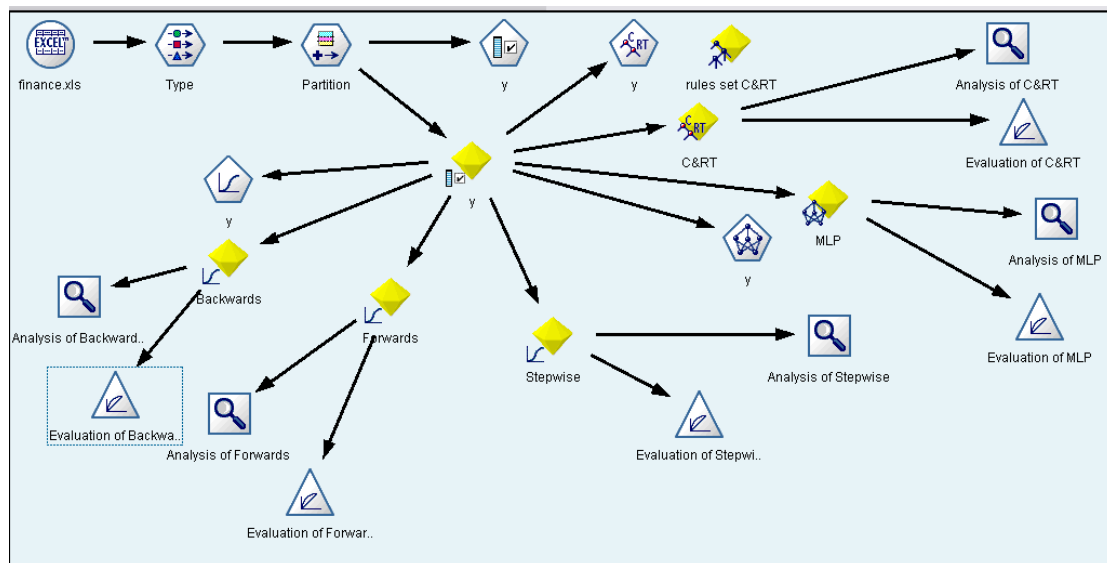 EXCEL
finance.xls
Type
Partition
y
C
RT
y
rules set C&RT
Analysis of C&RT
C
RT
C&RT
Evaluation of C&RT
y
y
MLP
Analysis of MLP
y
Backwards
Analysis of Backward..
Forwards
Stepwise
Analysis of Stepwise
Evaluation of MLP
Evaluation of Backwa..
Analysis of Forwards
Evaluation of Stepwi..
Evaluation of Forwar..